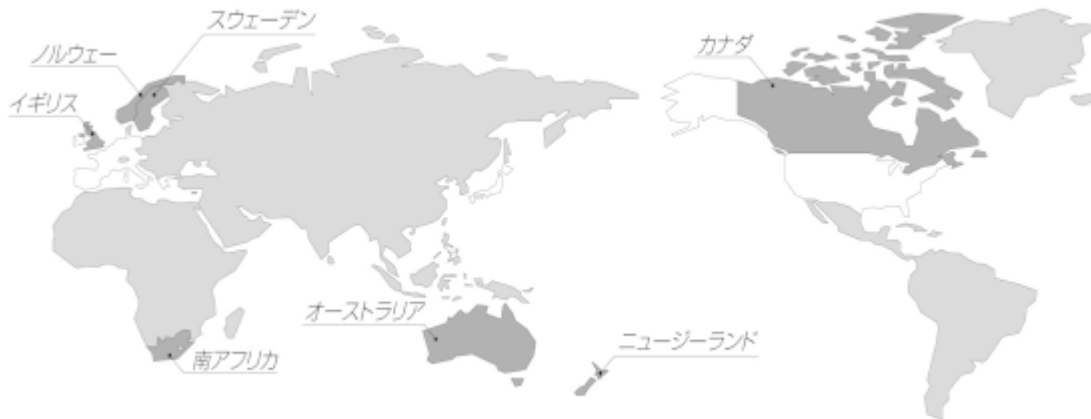 スウェーデン
ノルウェー
カナダ
イギリス
オーストラリア
ニュージーランド
南アフリカ